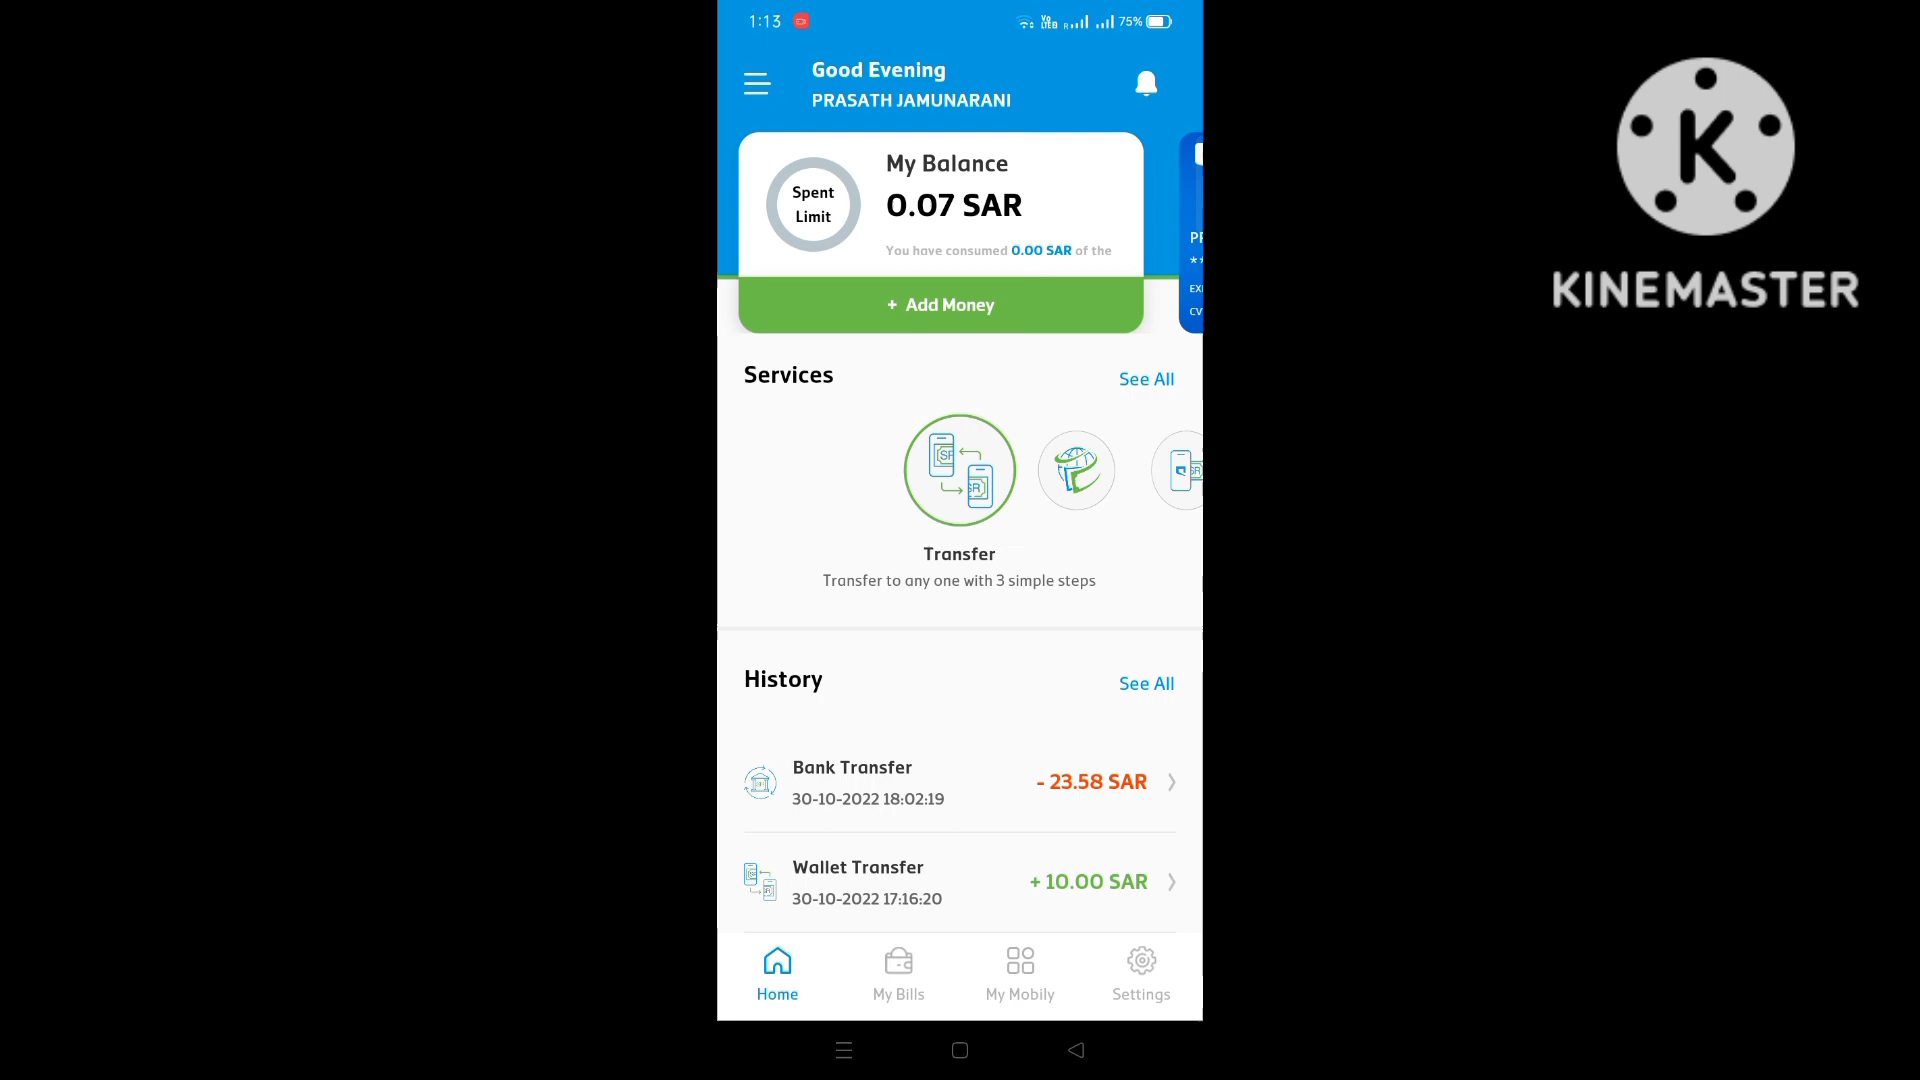 1:13
75%
Good Evening
PRASATH JAMUNARANI
My Balance
Spent
Limit
0.07 SAR
You have consumed 0.00 SAR of the
+ Add Money
Services
See All
Transfer
Transfer to any one with 3 simple steps
History
See All
Bank Transfer
- 23.58 SAR
30-10-2022 18:02:19
Wallet Transfer
+ 10.00 SAR
30-10-2022 17:16:20
Home
My Bills
My Mobily
Settings
K
KINEMASTER